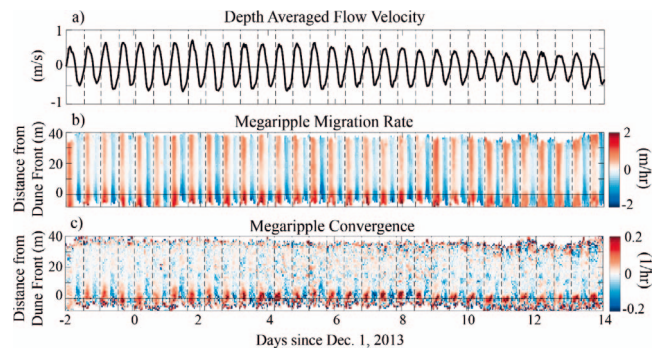 a) Depth Averaged Flow Velocity
(m/s)
1
0
-1
b) Megaripple Migration Rate
Distance from
Dune Front (m)
40
20
0
2
0
-2
(m/hr)
c) Megaripple Convergence
Distance from
Dune Front (m)
40
20
0
0.2
0
-0.2
(1/hr)
-2 0 2 4 6 8 10 12 14
Days since Dec. 1, 2013